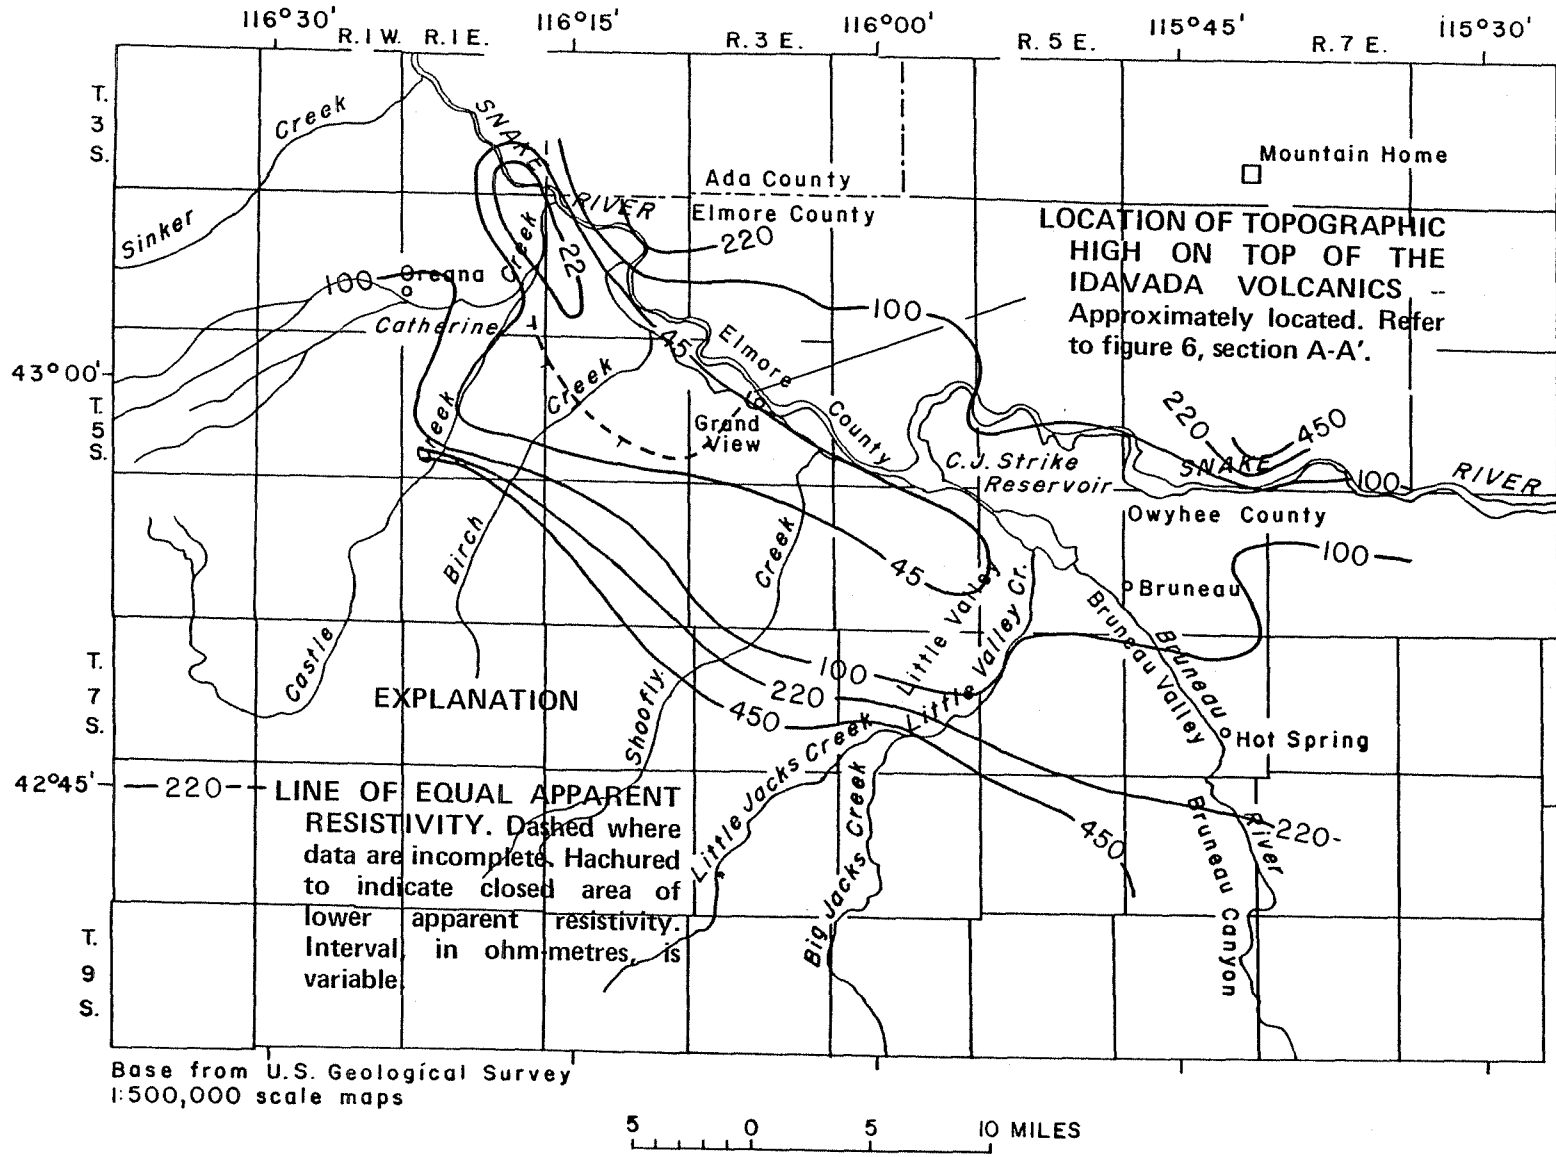 116°30'
116°15'
116°00'
115°45'
115°30'
R.1 W.
R.1 E.
R.3 E.
R.5 E.
R.7 E.
T.
3
S.
Creek
SNAKE
RIVER
Ada County
Elmore County
Mountain Home
Sinker
Creek
22
220
LOCATION OF TOPOGRAPHIC
HIGH ON TOP OF THE
IDAVADA VOLCANICS --
Approximately located. Refer
to figure 6, section A-A'.
100
Oreana
Catherine
100
45
Elmore
County
43°00'
T.
5
S.
Creek
Creek
Grand
View
220
450
C.J. Strike
Reservoir
SNAKE
RIVER
100
Owyhee County
100
Birch
Creek
45
Little Valley
Little Valley Cr.
Bruneau
Bruneau Valley
Bruneau
River
T.
7
S.
Castle
Shoofly
100
220
450
Little Jacks Creek
Big Jacks Creek
Hot Spring
EXPLANATION
42°45'
220
LINE OF EQUAL APPARENT
RESISTIVITY. Dashed where
data are incomplete. Hachured
to indicate closed area of
lower apparent resistivity.
Interval, in ohm-metres, is
variable.
450
220
Bruneau Canyon
T.
9
S.
Base from U.S. Geological Survey
1:500,000 scale maps
5 0 5 10 MILES